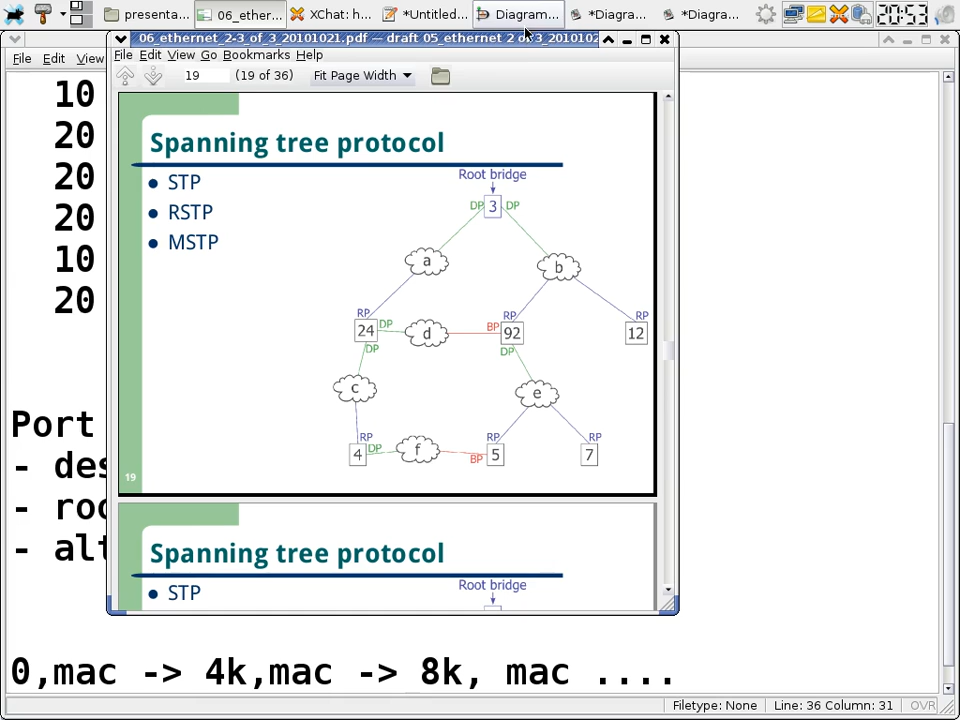 presenta...
06_ether...
XChat: h...
*Untitled...
Diagram...
*Diagra...
*Diagra...
20:53
06_ethernet_2-3_of_3_20101021.pdf — draft 05_ethernet 2
File Edit View Go Bookmarks Help
File Edit
19 (19 of 36) Fit Page Width
10
20
20
20
10
20
Spanning tree protocol
STP
RSTP
MSTP
Root bridge
DP 3 DP
a
b
RP RP RP
24 DP d BP 92 12
DP DP
c e
RP RP RP
4 DP f BP 5 7
19
Spanning tree protocol
STP
Root bridge
Port
- des
- roo
- alt
0,mac -> 4k,mac -> 8k, mac ....
Filetype: None Line: 36 Column: 31 OVR